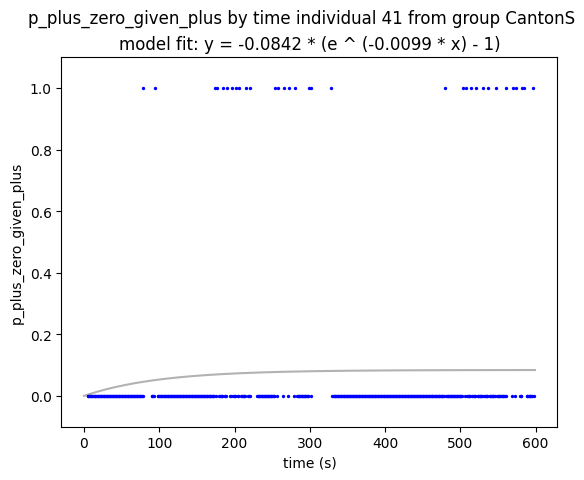 p_plus_zero_given_plus by time individual 41 from group CantonS
model fit: y = -0.0842 * (e ^ (-0.0099 * x) - 1)
p_plus_zero_given_plus
1.0
0.8
0.6
0.4
0.2
0.0
0 100 200 300 400 500 600
time (s)